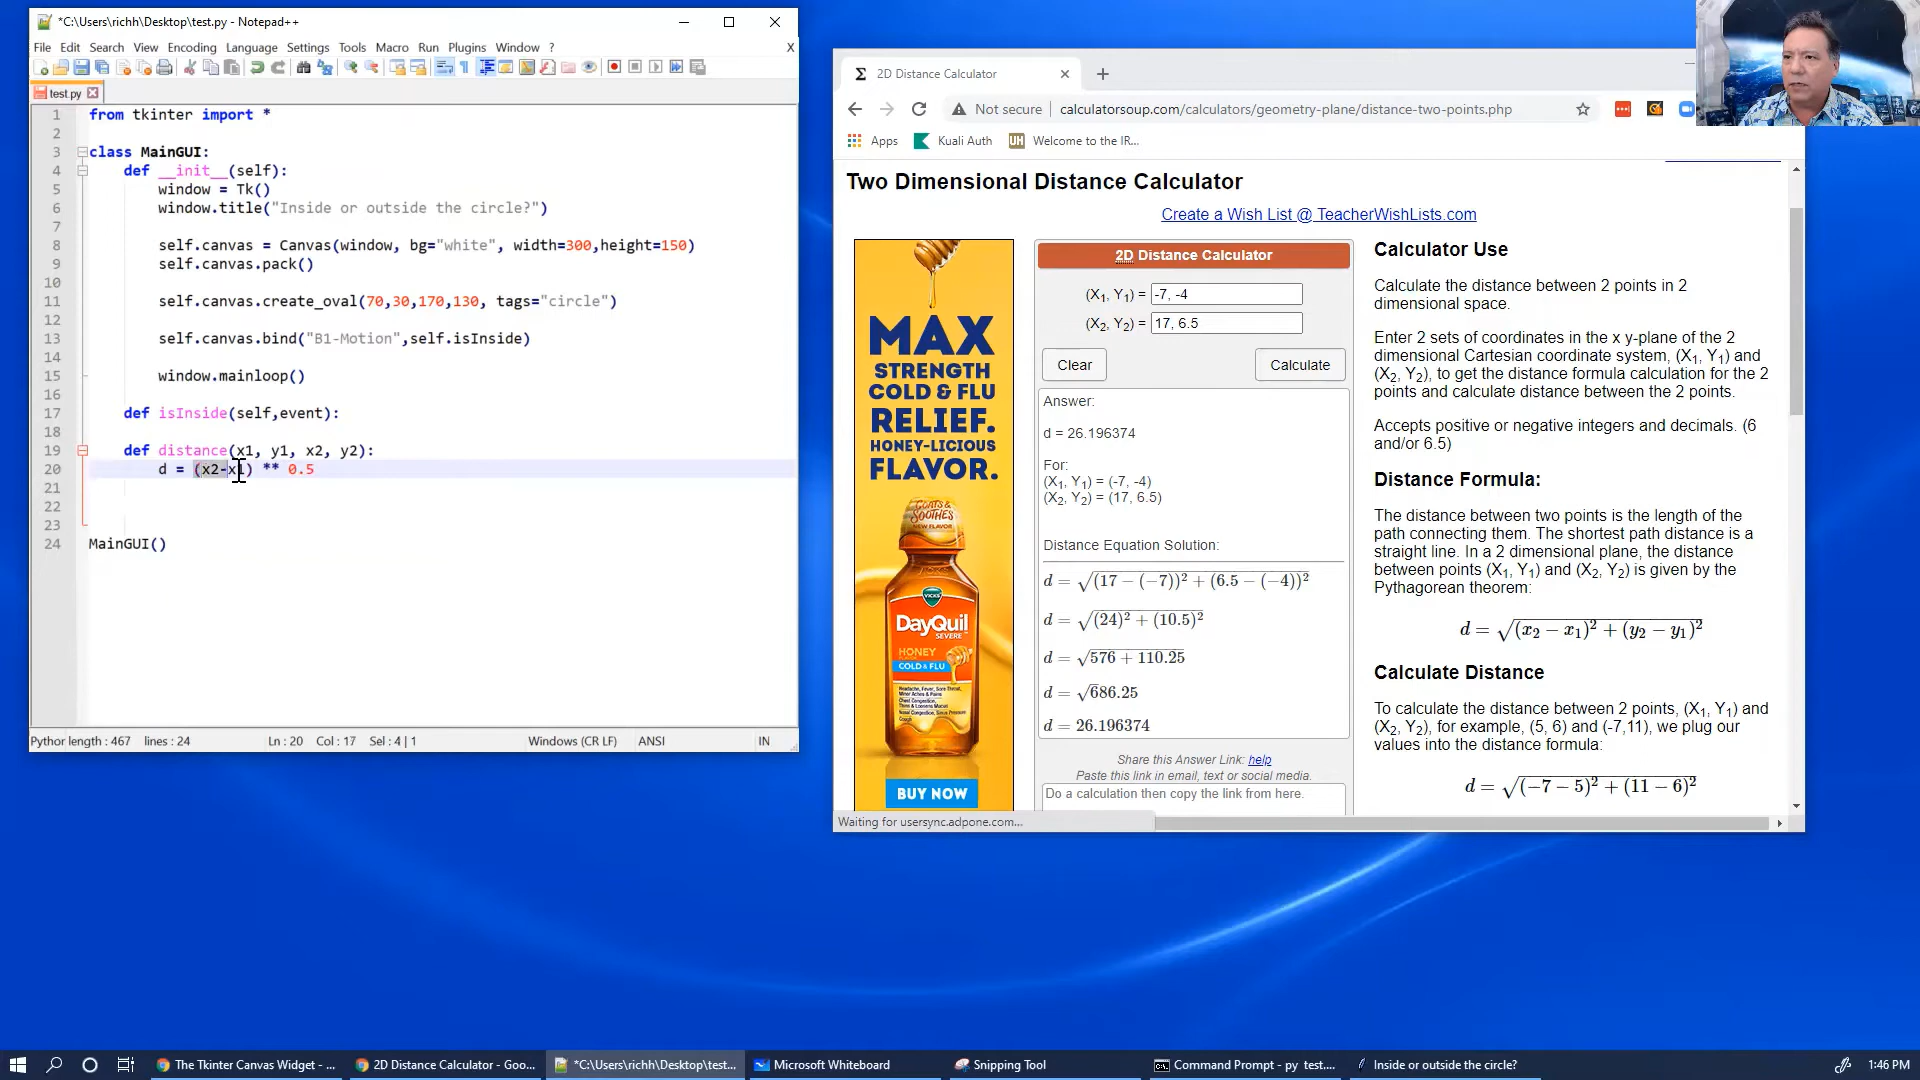 *C:\Users\richh\Desktop\test.py - Notepad++
File Edit Search View Encoding Language Settings Tools Macro Run Plugins Window ? X
test.py
1 from tkinter import *
2
3 class MainGUI:
4 def __init__(self):
5 window = Tk()
6 window.title("Inside or outside the circle?")
7
8 self.canvas = Canvas(window, bg="white", width=300,height=150)
9 self.canvas.pack()
10
11 self.canvas.create_oval(70,30,170,130, tags="circle")
12
13 self.canvas.bind("B1-Motion",self.isInside)
14
15 window.mainloop()
16
17 def isInside(self,event):
18
19 def distance(x1, y1, x2, y2):
20 d = (x2-x1) ** 0.5
21
22
23
24 MainGUI()
Python length : 467 lines : 24 Ln : 20 Col : 17 Sel : 4 | 1 Windows (CR LF) ANSI IN
2D Distance Calculator
Not secure | calculatorsoup.com/calculators/geometry-plane/distance-two-points.php
Apps Kuali Auth UH Welcome to the IR...
Two Dimensional Distance Calculator
Create a Wish List @ TeacherWishLists.com
MAX
STRENGTH
COLD & FLU
RELIEF.
HONEY-LICIOUS
FLAVOR.
COATS &
SOOTHES
NEW FLAVOR
VICKS
DayQuil
SEVERE
HONEY
COLD & FLU
BUY NOW
2D Distance Calculator
(X1, Y1) = -7, -4
(X2, Y2) = 17, 6.5
Clear Calculate
Answer:
d = 26.196374
For:
(X1, Y1) = (-7, -4)
(X2, Y2) = (17, 6.5)
Distance Equation Solution:
d = √(17 − (−7))² + (6.5 − (−4))²
d = √(24)² + (10.5)²
d = √576 + 110.25
d = √686.25
d = 26.196374
Share this Answer Link: help
Paste this link in email, text or social media.
Do a calculation then copy the link from here.
Calculator Use
Calculate the distance between 2 points in 2
dimensional space.
Enter 2 sets of coordinates in the x y-plane of the 2
dimensional Cartesian coordinate system, (X1, Y1) and
(X2, Y2), to get the distance formula calculation for the 2
points and calculate distance between the 2 points.
Accepts positive or negative integers and decimals. (6
and/or 6.5)
Distance Formula:
The distance between two points is the length of the
path connecting them. The shortest path distance is a
straight line. In a 2 dimensional plane, the distance
between points (X1, Y1) and (X2, Y2) is given by the
Pythagorean theorem:
d = √(x2 − x1)² + (y2 − y1)²
Calculate Distance
To calculate the distance between 2 points, (X1, Y1) and
(X2, Y2), for example, (5, 6) and (-7,11), we plug our
values into the distance formula:
d = √(−7 − 5)² + (11 − 6)²
Waiting for usersync.adpone.com...
The Tkinter Canvas Widget - ... 2D Distance Calculator - Goo... *C:\Users\richh\Desktop\test... Microsoft Whiteboard Snipping Tool Command Prompt - py test.... Inside or outside the circle? 1:46 PM